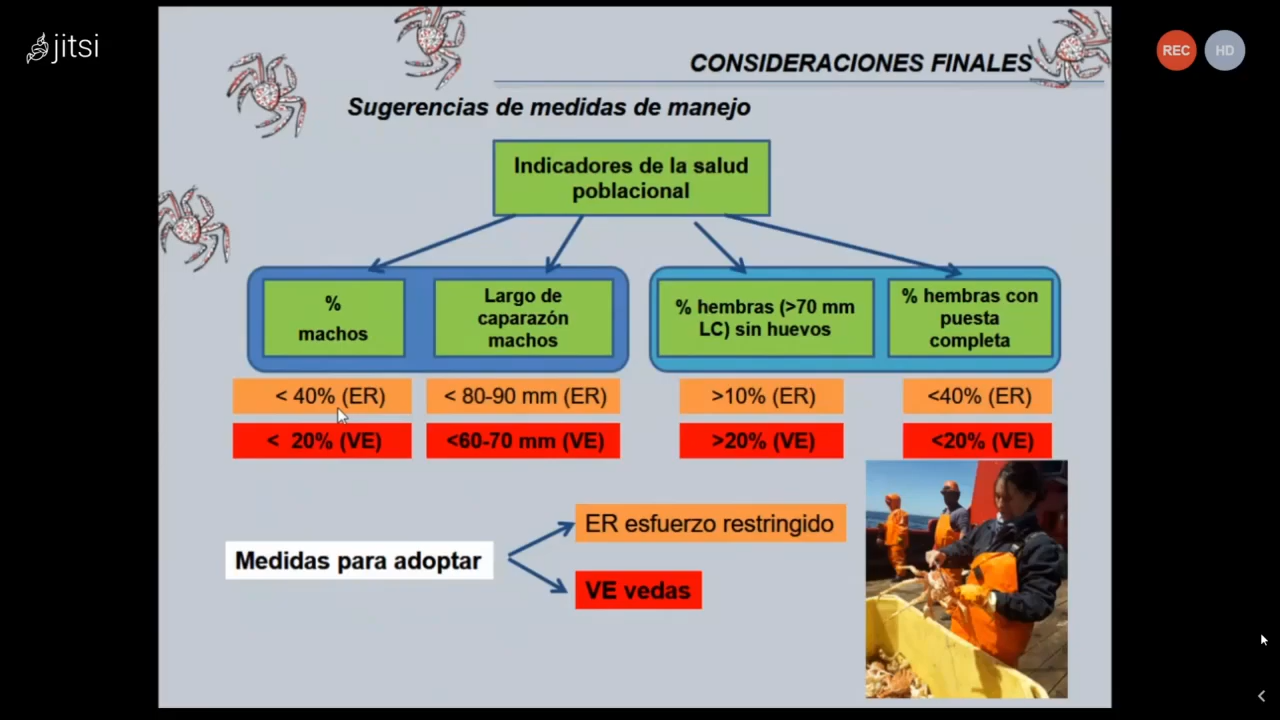 jitsi
REC
HD
CONSIDERACIONES FINALES
Sugerencias de medidas de manejo
Indicadores de la salud
poblacional
%
machos
Largo de
caparazón
machos
% hembras (>70 mm
LC) sin huevos
% hembras con
puesta
completa
< 40% (ER)
< 80-90 mm (ER)
>10% (ER)
<40% (ER)
< 20% (VE)
<60-70 mm (VE)
>20% (VE)
<20% (VE)
Medidas para adoptar
ER esfuerzo restringido
VE vedas